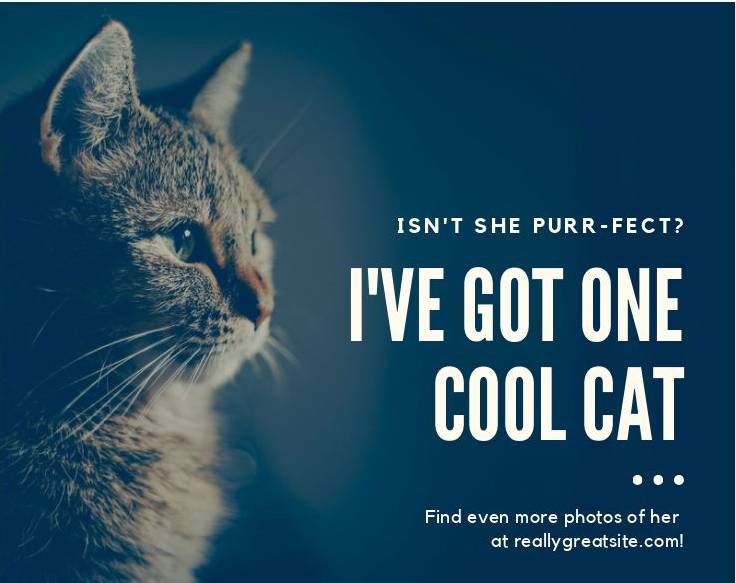 ISN'T SHE PURR-FECT?
I'VE GOT ONE
COOL CAT
Find even more photos of her
at reallygreatsite.com!